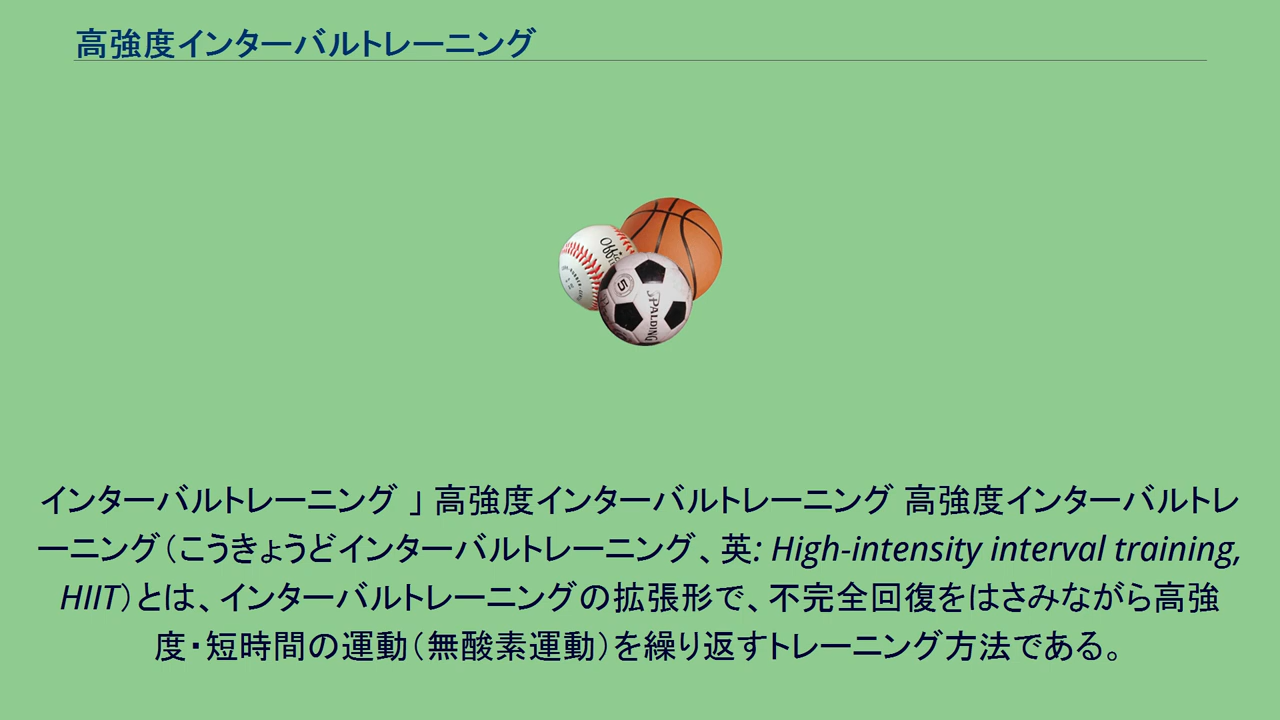 高強度インターバルトレーニング
Offici
5
SPALDING
インターバルトレーニング 」 高強度インターバルトレーニング 高強度インターバルトレ
ーニング（こうきょうどインターバルトレーニング、英: High-intensity interval training,
HIIT）とは、インターバルトレーニングの拡張形で、不完全回復をはさみながら高強
度・短時間の運動（無酸素運動）を繰り返すトレーニング方法である。